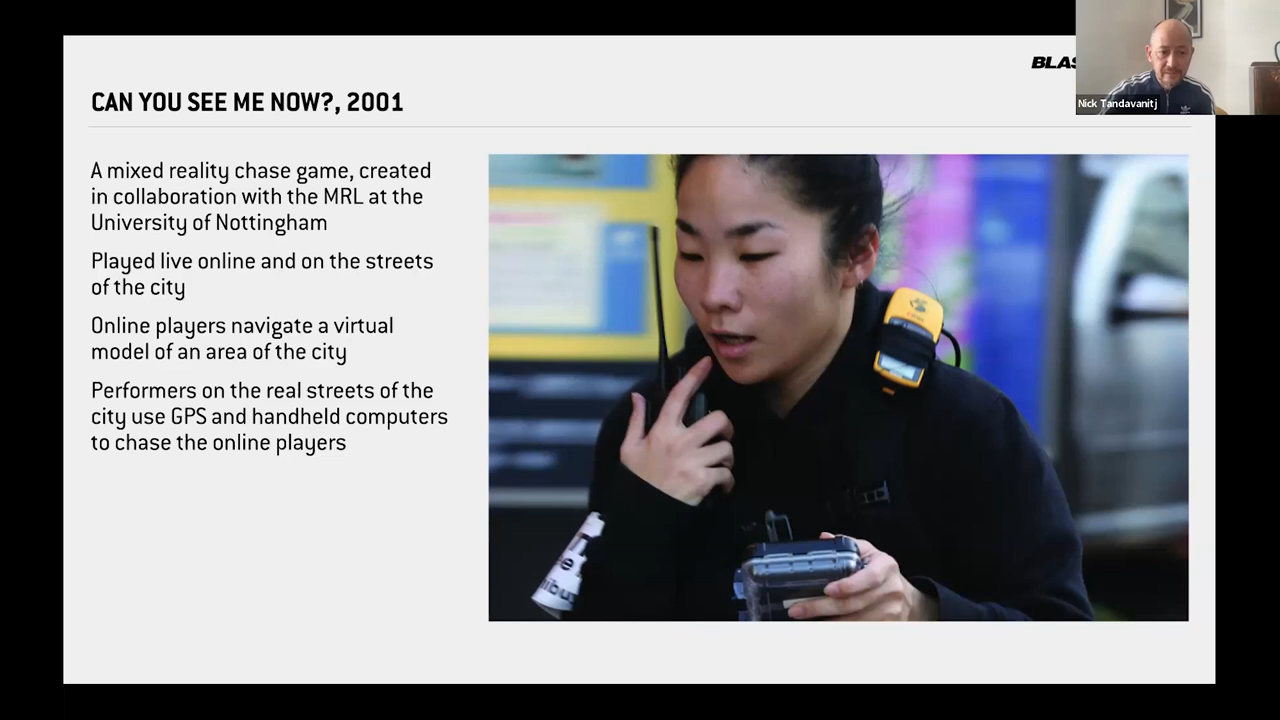 BLAS
Nick Tandavanitj
CAN YOU SEE ME NOW?, 2001
A mixed reality chase game, created
in collaboration with the MRL at the
University of Nottingham
Played live online and on the streets
of the city
Online players navigate a virtual
model of an area of the city
Performers on the real streets of the
city use GPS and handheld computers
to chase the online players